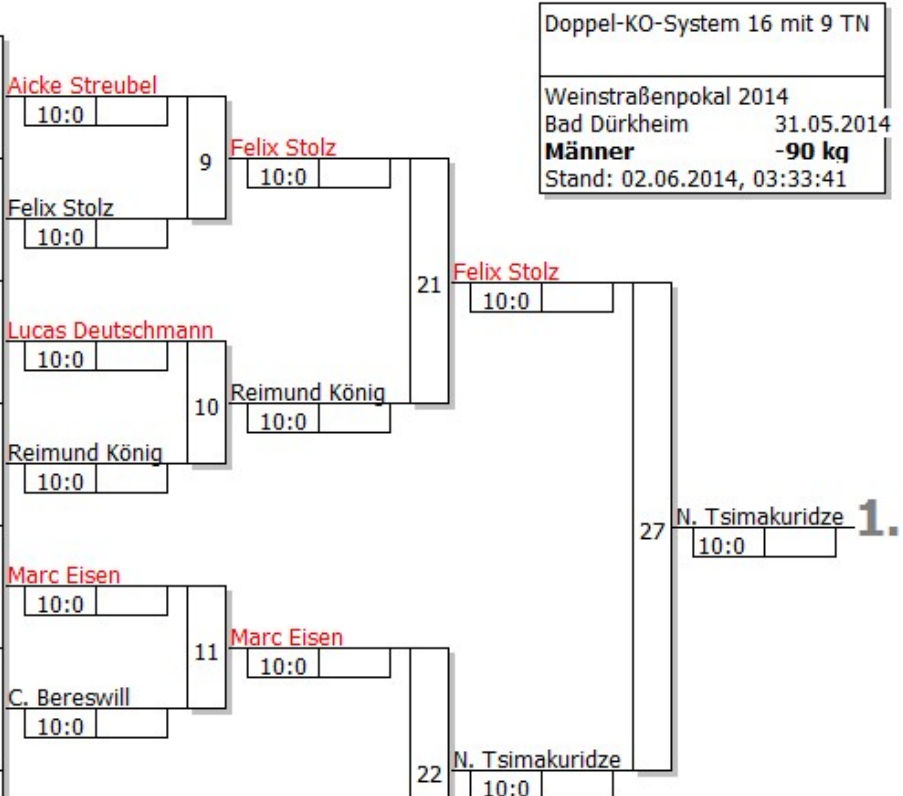 Doppel-KO-System 16 mit 9 TN
Weinstraßenpokal 2014
Bad Dürkheim 31.05.2014
Männer -90 kg
Stand: 02.06.2014, 03:33:41
Aicke Streubel
10:0
9
Felix Stolz
10:0
Felix Stolz
10:0
21
Felix Stolz
10:0
Lucas Deutschmann
10:0
10
Reimund König
10:0
Reimund König
10:0
27
N. Tsimakuridze 1.
10:0
Marc Eisen
10:0
11
Marc Eisen
10:0
C. Bereswill
10:0
22
N. Tsimakuridze
10:0